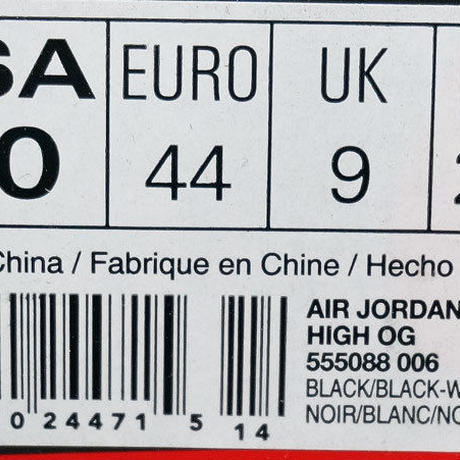 SA EURO UK
0 44 9
China / Fabrique en Chine / Hecho
AIR JORDAN
HIGH OG
555088 006
BLACK/BLACK-W
NOIR/BLANC/NO
024471 5 14